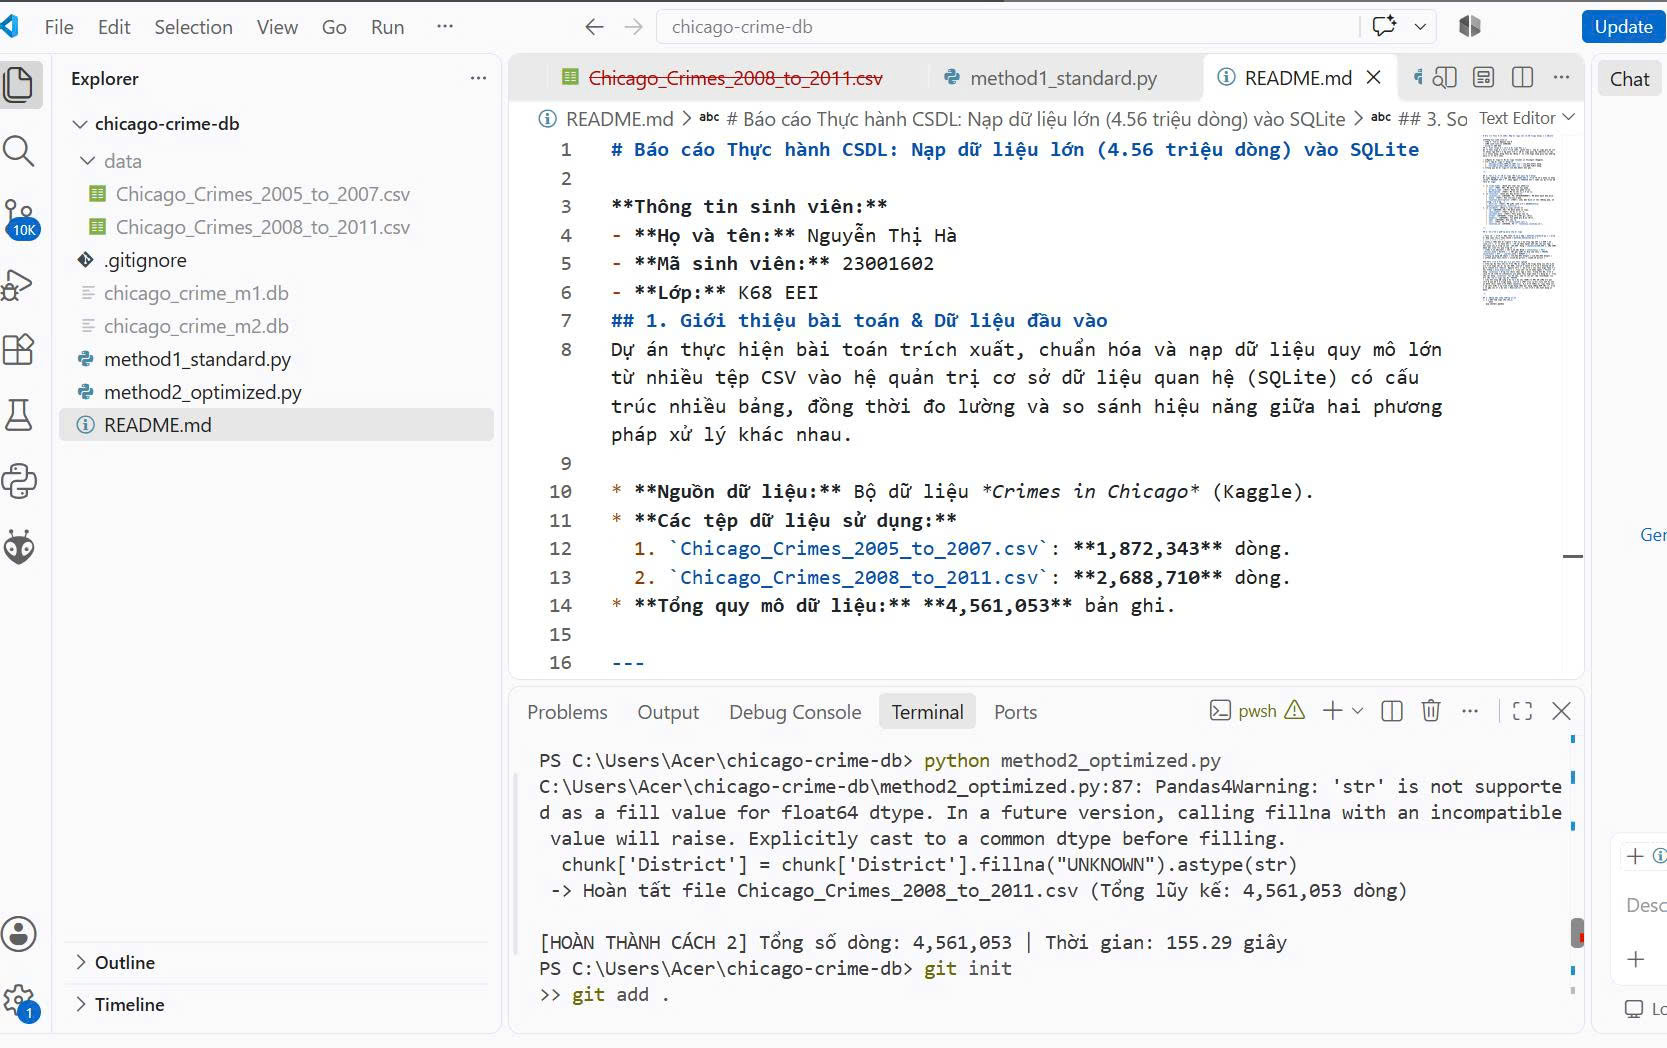 File Edit Selection View Go Run ···
chicago-crime-db
Update
Explorer
chicago-crime-db
data
Chicago_Crimes_2005_to_2007.csv
Chicago_Crimes_2008_to_2011.csv
.gitignore
chicago_crime_m1.db
chicago_crime_m2.db
method1_standard.py
method2_optimized.py
README.md
Outline
Timeline
10K
1
Chicago_Crimes_2008_to_2011.csv method1_standard.py README.md
README.md > abc # Báo cáo Thực hành CSDL: Nạp dữ liệu lớn (4.56 triệu dòng) vào SQLite > abc ## 3. So Text Editor
1 # Báo cáo Thực hành CSDL: Nạp dữ liệu lớn (4.56 triệu dòng) vào SQLite
2
3 **Thông tin sinh viên:**
4 - **Họ và tên:** Nguyễn Thị Hà
5 - **Mã sinh viên:** 23001602
6 - **Lớp:** K68 EEI
7 ## 1. Giới thiệu bài toán & Dữ liệu đầu vào
8 Dự án thực hiện bài toán trích xuất, chuẩn hóa và nạp dữ liệu quy mô lớn
từ nhiều tệp CSV vào hệ quản trị cơ sở dữ liệu quan hệ (SQLite) có cấu
trúc nhiều bảng, đồng thời đo lường và so sánh hiệu năng giữa hai phương
pháp xử lý khác nhau.
9
10 * **Nguồn dữ liệu:** Bộ dữ liệu *Crimes in Chicago* (Kaggle).
11 * **Các tệp dữ liệu sử dụng:**
12 1. `Chicago_Crimes_2005_to_2007.csv`: **1,872,343** dòng.
13 2. `Chicago_Crimes_2008_to_2011.csv`: **2,688,710** dòng.
14 * **Tổng quy mô dữ liệu:** **4,561,053** bản ghi.
15
16 ---
Problems Output Debug Console Terminal Ports
pwsh
PS C:\Users\Acer\chicago-crime-db> python method2_optimized.py
C:\Users\Acer\chicago-crime-db\method2_optimized.py:87: Pandas4Warning: 'str' is not supporte
d as a fill value for float64 dtype. In a future version, calling fillna with an incompatible
value will raise. Explicitly cast to a common dtype before filling.
chunk['District'] = chunk['District'].fillna("UNKNOWN").astype(str)
-> Hoàn tất file Chicago_Crimes_2008_to_2011.csv (Tổng lũy kế: 4,561,053 dòng)
[HOÀN THÀNH CÁCH 2] Tổng số dòng: 4,561,053 | Thời gian: 155.29 giây
PS C:\Users\Acer\chicago-crime-db> git init
>> git add .
Chat
Ger
Desc
Lo